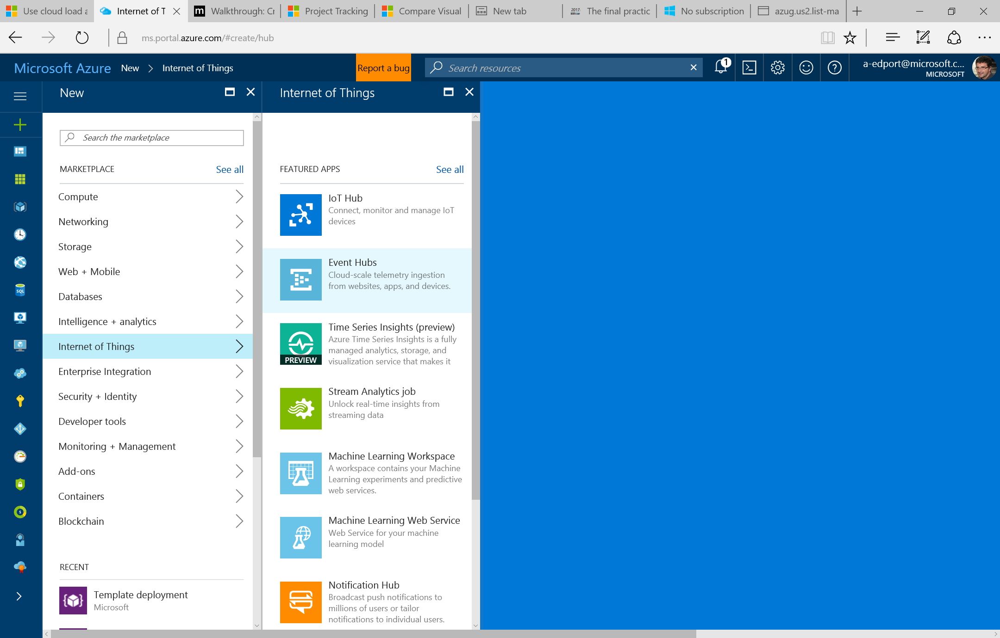 Use cloud load a
Internet of T
Walkthrough: Cr
Project Tracking
Compare Visual
New tab
2017
The final practic
No subscription
azug.us2.list-ma
ms.portal.azure.com/#create/hub
Microsoft Azure
New
Internet of Things
Report a bug
Search resources
1
a-edport@microsoft.c...
MICROSOFT
New
Search the marketplace
MARKETPLACE
See all
Compute
Networking
Storage
Web + Mobile
Databases
Intelligence + analytics
Internet of Things
Enterprise Integration
Security + Identity
Developer tools
Monitoring + Management
Add-ons
Containers
Blockchain
RECENT
Template deployment
Microsoft
SQL
Internet of Things
FEATURED APPS
See all
IoT Hub
Connect, monitor and manage IoT
devices
Event Hubs
Cloud-scale telemetry ingestion
from websites, apps, and devices.
Time Series Insights (preview)
Azure Time Series Insights is a fully
managed analytics, storage, and
visualization service that makes it
PREVIEW
Stream Analytics job
Unlock real-time insights from
streaming data
Machine Learning Workspace
A workspace contains your Machine
Learning experiments and predictive
web services.
Machine Learning Web Service
Web Service for your machine
learning model
Notification Hub
Broadcast push notifications to
millions of users or tailor
notifications to individual users.